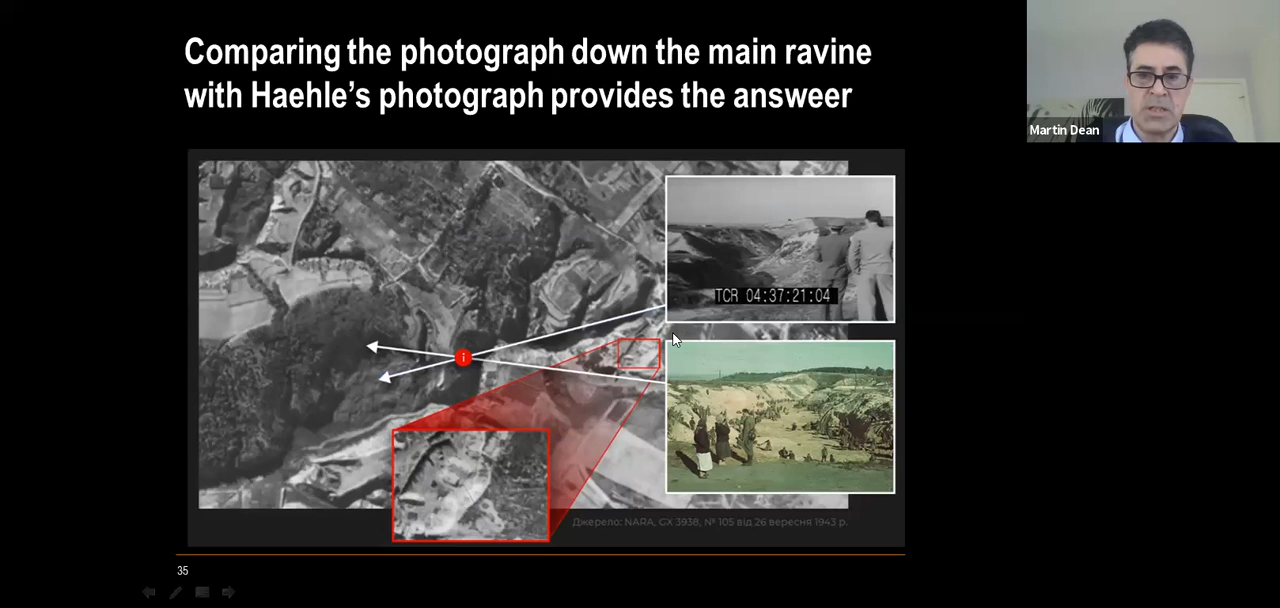 Comparing the photograph down the main ravine
with Haehle's photograph provides the answeer
Martin Dean
TCR 04:37:21:04
i
Джерело: NARA, GX 3938, № 105 від 26 вересня 1943 р.
35